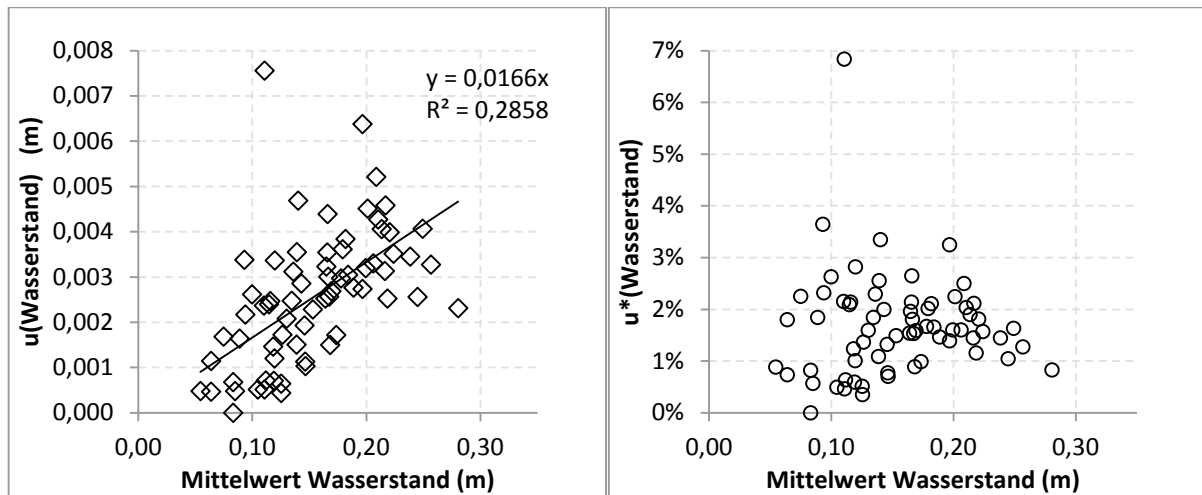 u(Wasserstand) (m)
0,008
0,007
0,006
0,005
0,004
0,003
0,002
0,001
0,000
y = 0,0166x
R² = 0,2858
0,00 0,10 0,20 0,30
Mittelwert Wasserstand (m)
u*(Wasserstand)
7%
6%
5%
4%
3%
2%
1%
0%
0,00 0,10 0,20 0,30
Mittelwert Wasserstand (m)